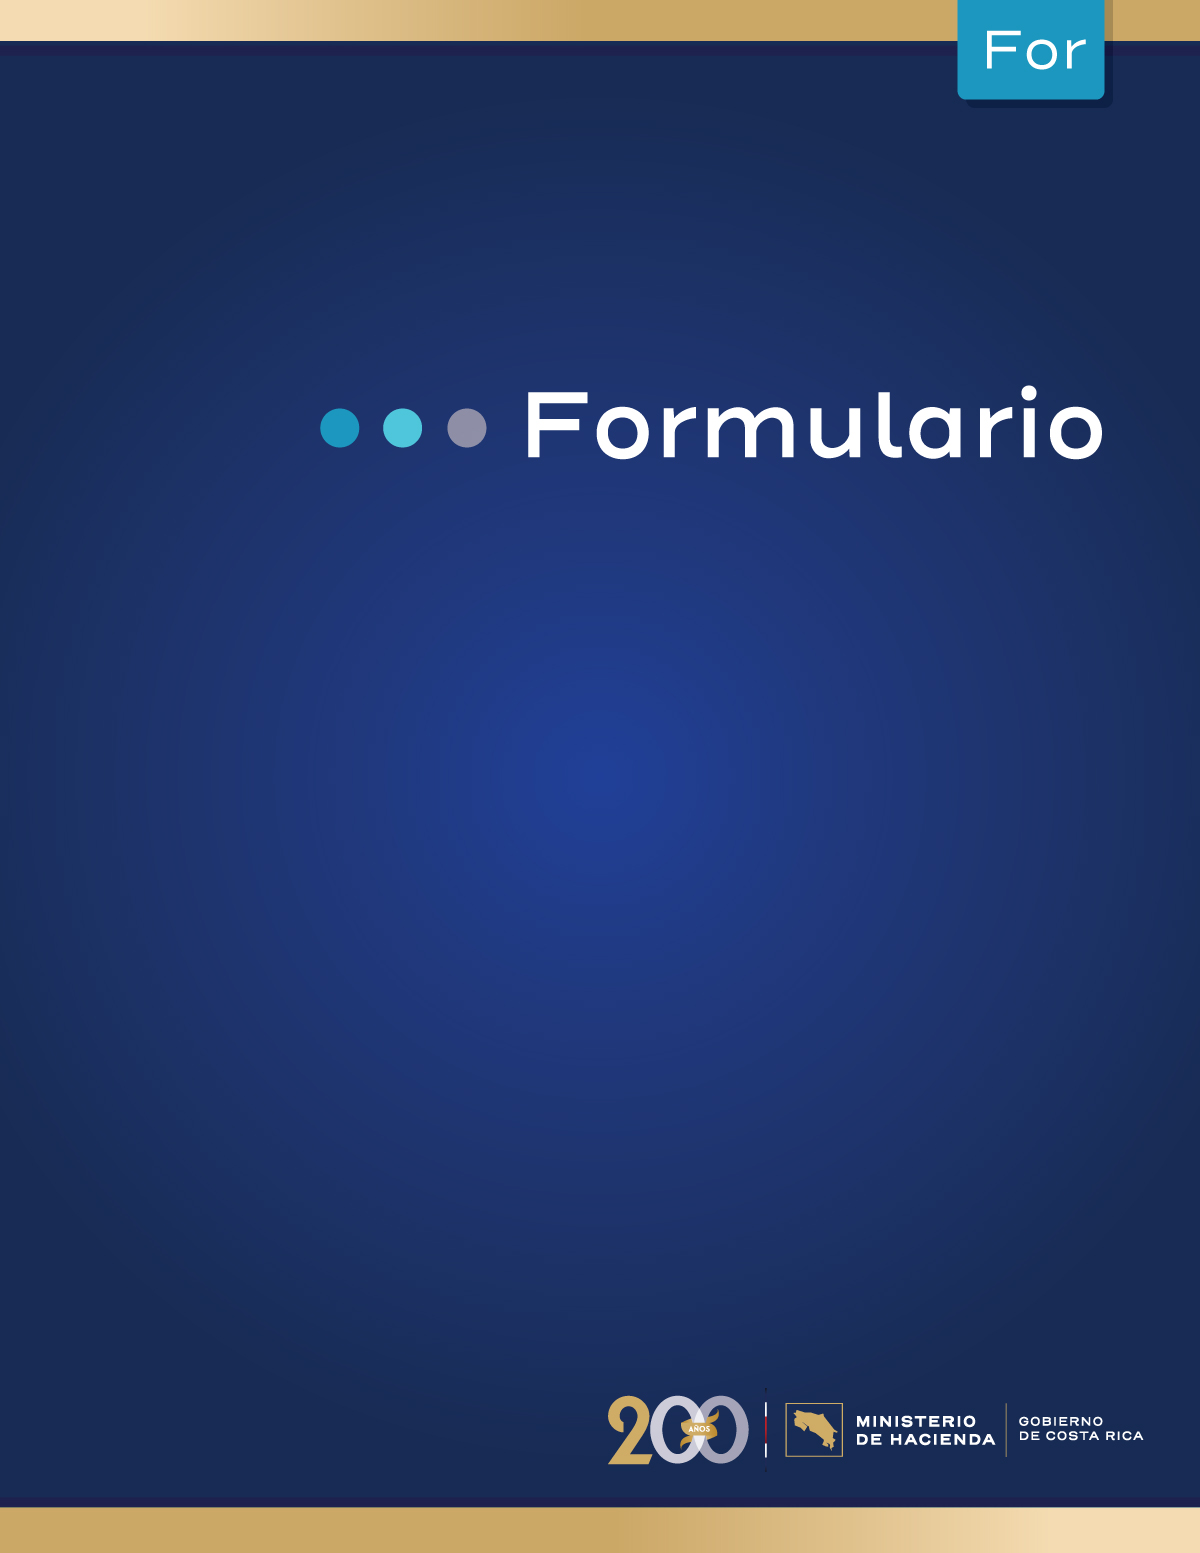 For
Formulario
200
AÑOS
MINISTERIO
DE HACIENDA
GOBIERNO
DE COSTA RICA